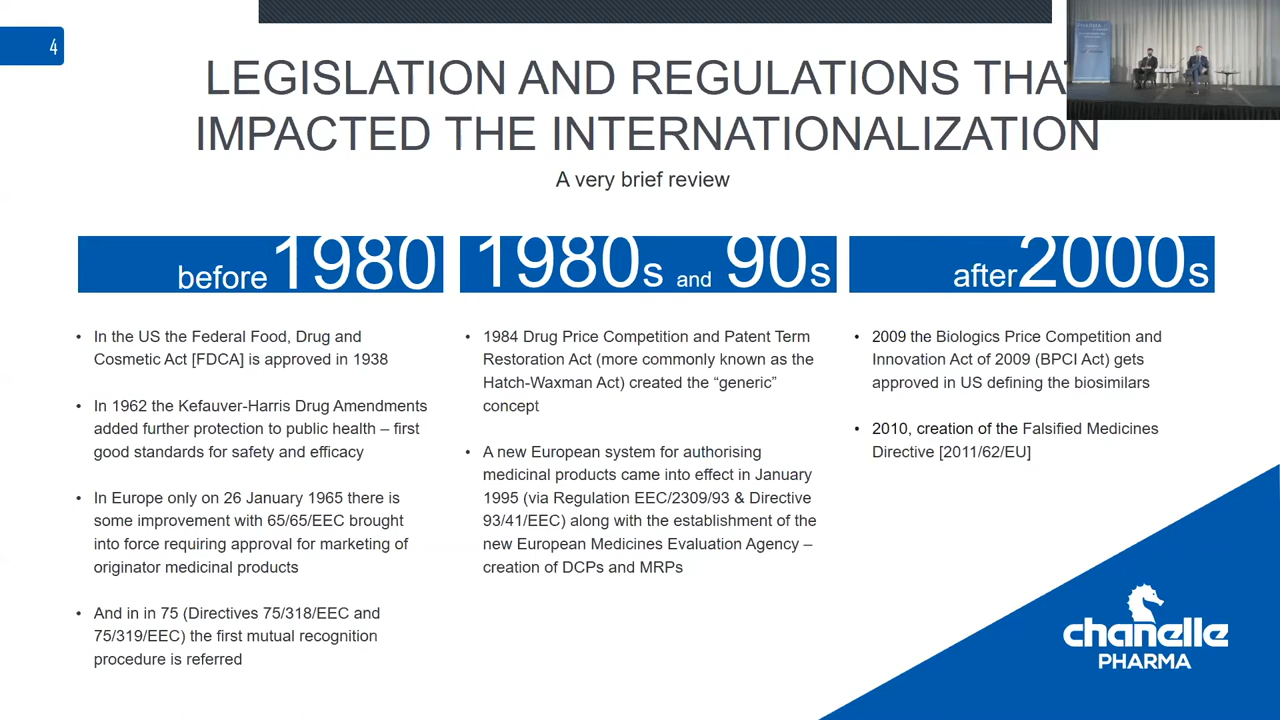 4
LEGISLATION AND REGULATIONS THA
IMPACTED THE INTERNATIONALIZATION
A very brief review
before 1980
1980s and 90s
after 2000s
• In the US the Federal Food, Drug and
Cosmetic Act [FDCA] is approved in 1938
• In 1962 the Kefauver-Harris Drug Amendments
added further protection to public health – first
good standards for safety and efficacy
• In Europe only on 26 January 1965 there is
some improvement with 65/65/EEC brought
into force requiring approval for marketing of
originator medicinal products
• And in in 75 (Directives 75/318/EEC and
75/319/EEC) the first mutual recognition
procedure is referred
• 1984 Drug Price Competition and Patent Term
Restoration Act (more commonly known as the
Hatch-Waxman Act) created the “generic”
concept
• A new European system for authorising
medicinal products came into effect in January
1995 (via Regulation EEC/2309/93 & Directive
93/41/EEC) along with the establishment of the
new European Medicines Evaluation Agency –
creation of DCPs and MRPs
• 2009 the Biologics Price Competition and
Innovation Act of 2009 (BPCI Act) gets
approved in US defining the biosimilars
• 2010, creation of the Falsified Medicines
Directive [2011/62/EU]
chanelle
PHARMA